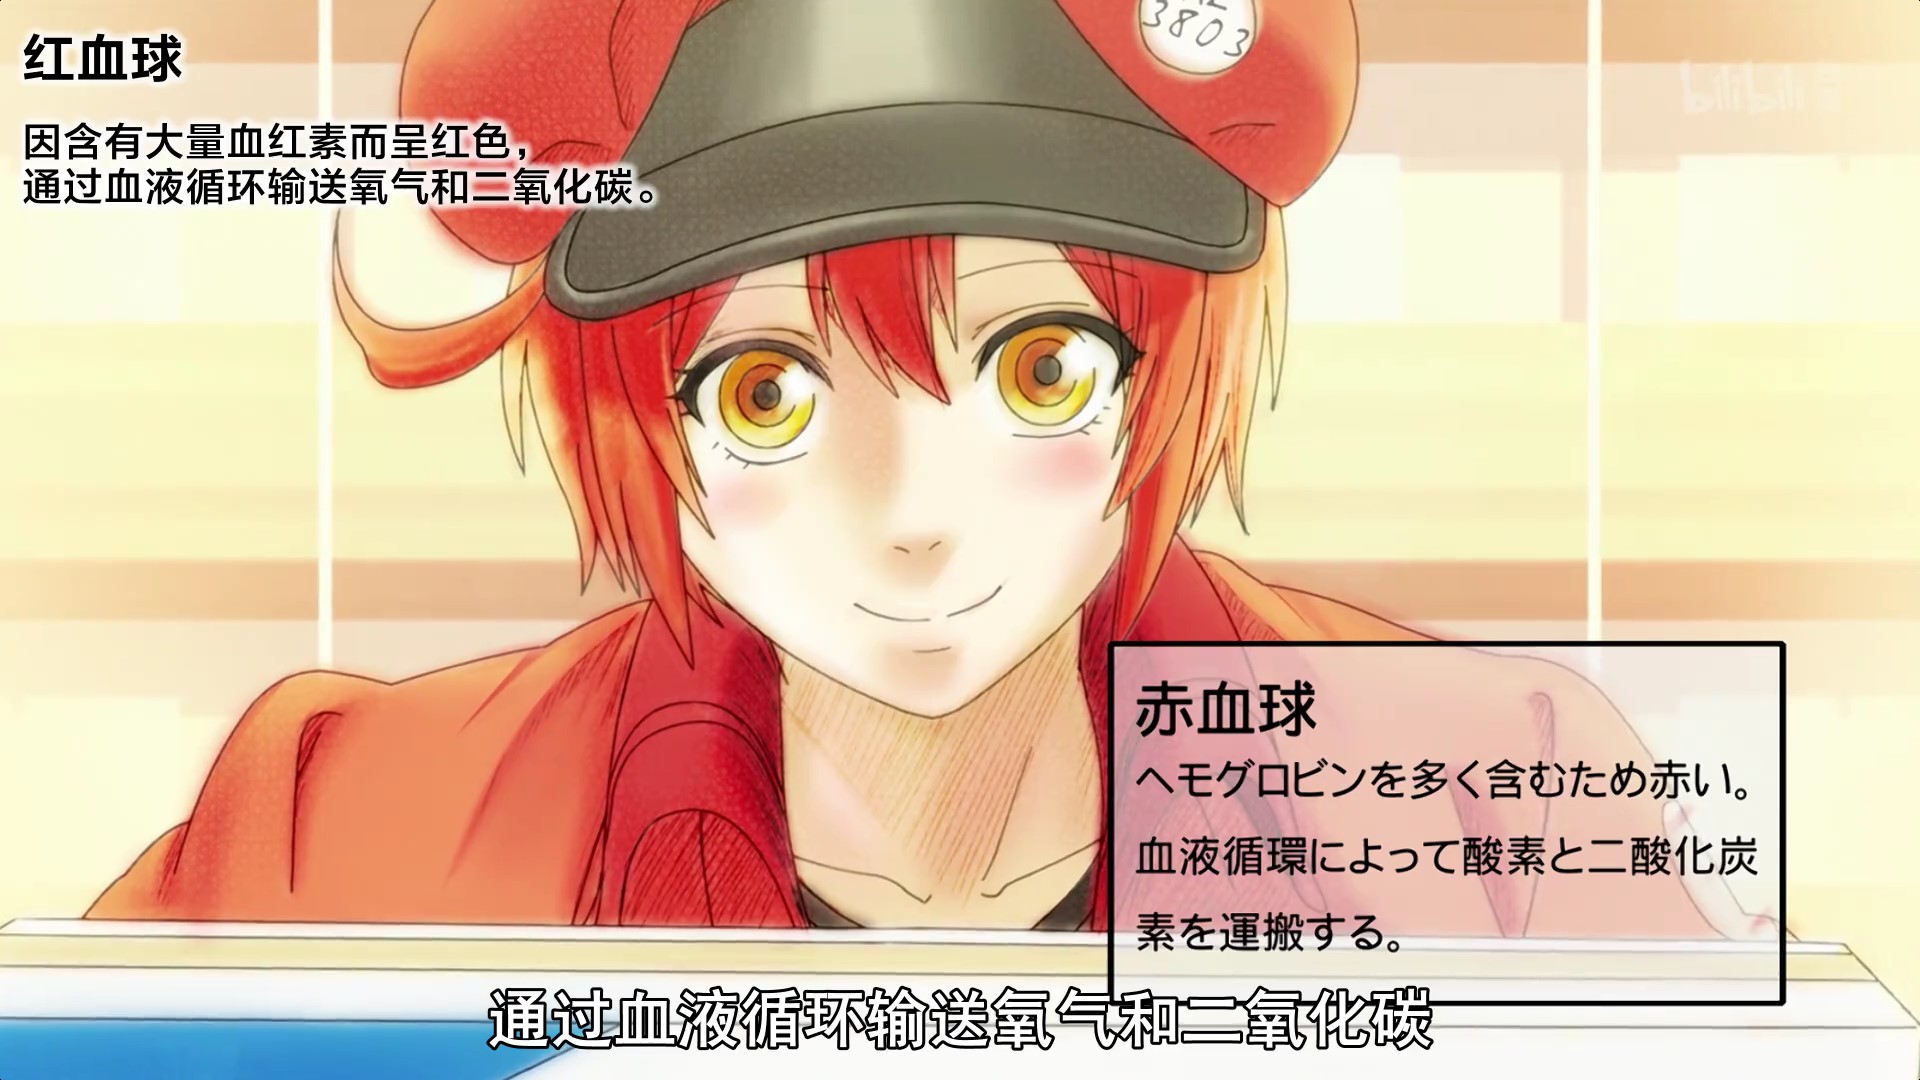 红血球
因含有大量血红素而呈红色，
通过血液循环输送氧气和二氧化碳。
3803
bilibili
赤血球
ヘモグロビンを多く含むため赤い。
血液循環によって酸素と二酸化炭
素を運搬する。
通过血液循环输送氧气和二氧化碳